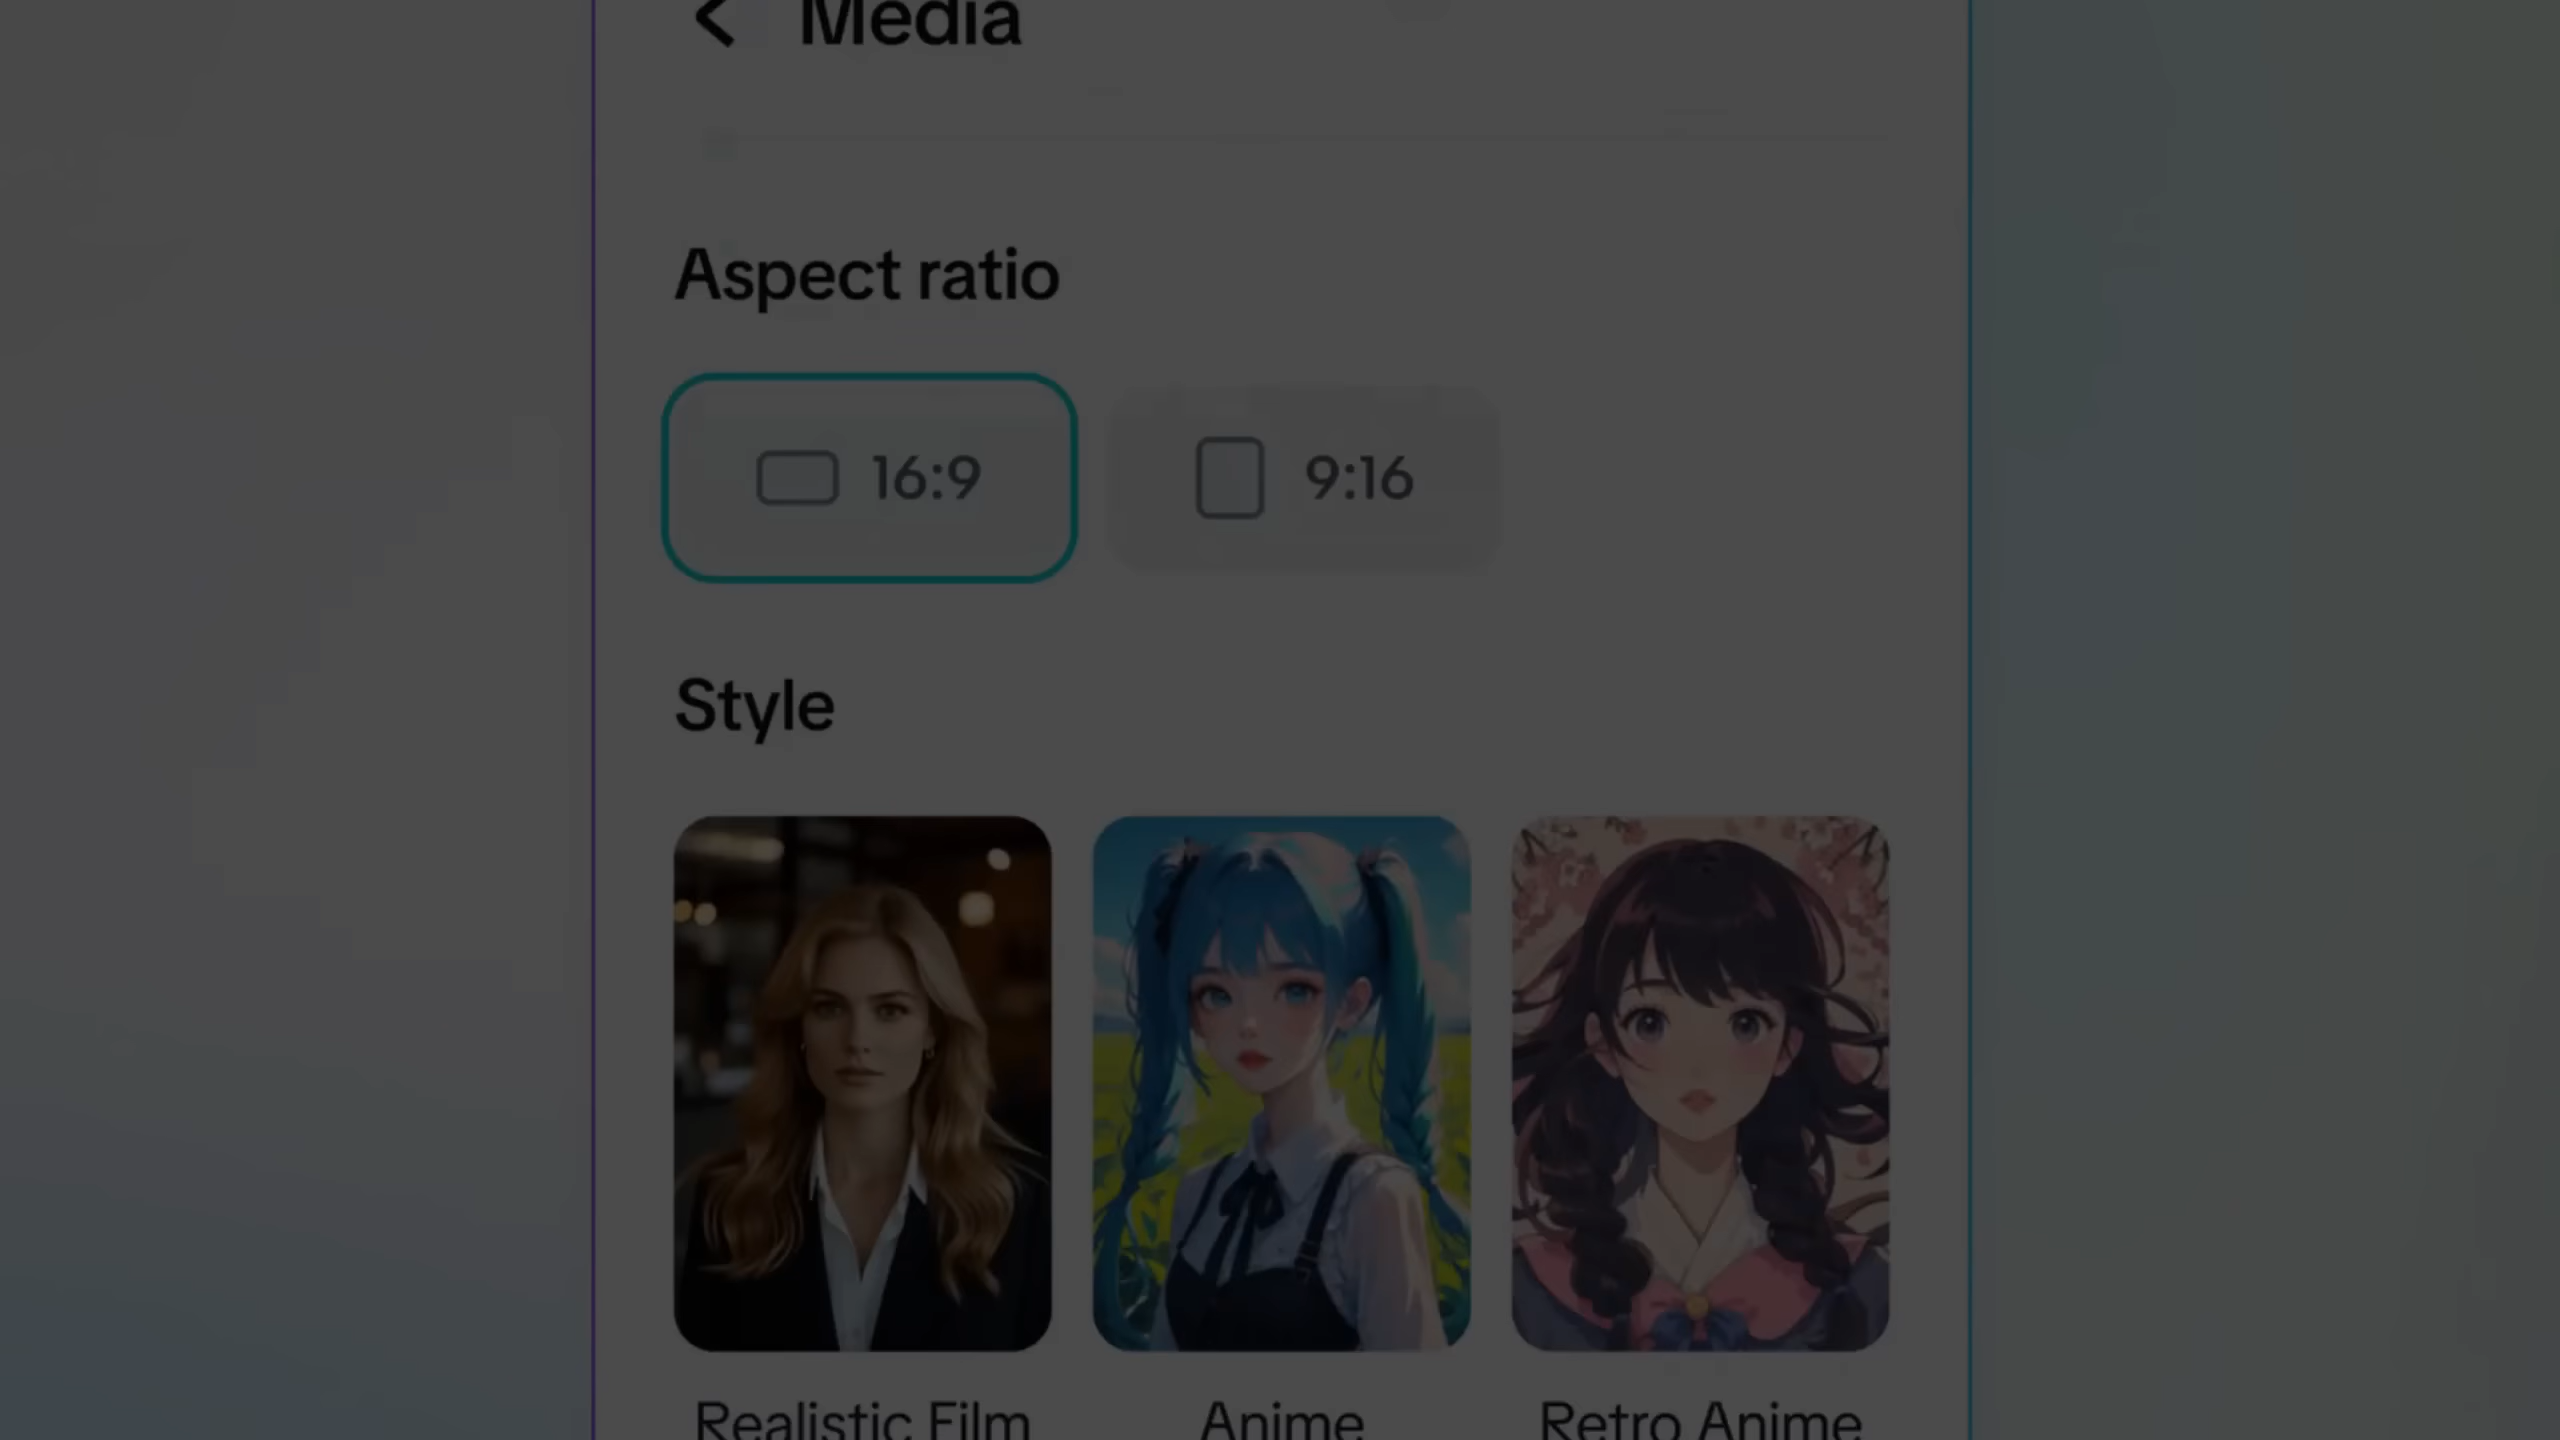 Media
Aspect ratio
16:9
9:16
Style
Realistic Film
Anime
Retro Anime